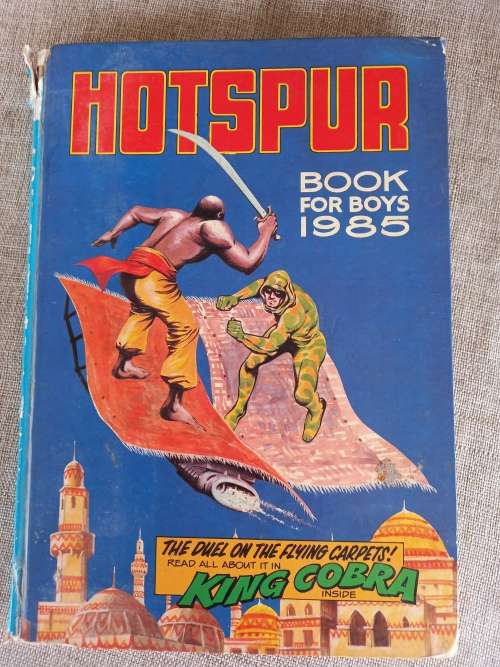 HOTSPUR
BOOK
FOR BOYS
1985
THE DUEL ON THE FLYING CARPETS!
READ ALL ABOUT IT IN
KING COBRA
INSIDE